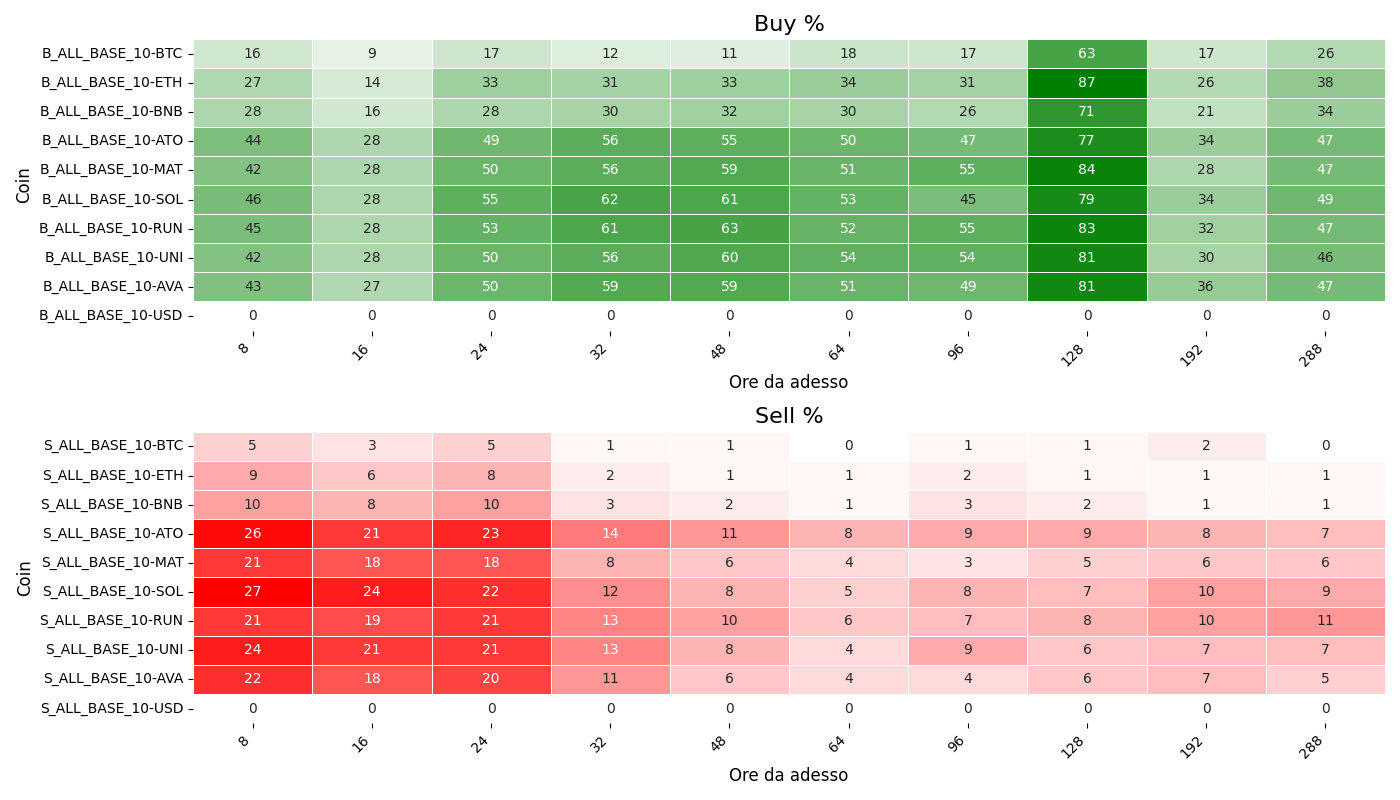 Buy %
Coin
B_ALL_BASE_10-BTC 16 9 17 12 11 18 17 63 17 26
B_ALL_BASE_10-ETH 27 14 33 31 33 34 31 87 26 38
B_ALL_BASE_10-BNB 28 16 28 30 32 30 26 71 21 34
B_ALL_BASE_10-ATO 44 28 49 56 55 50 47 77 34 47
B_ALL_BASE_10-MAT 42 28 50 56 59 51 55 84 28 47
B_ALL_BASE_10-SOL 46 28 55 62 61 53 45 79 34 49
B_ALL_BASE_10-RUN 45 28 53 61 63 52 55 83 32 47
B_ALL_BASE_10-UNI 42 28 50 56 60 54 54 81 30 46
B_ALL_BASE_10-AVA 43 27 50 59 59 51 49 81 36 47
B_ALL_BASE_10-USD 0 0 0 0 0 0 0 0 0 0
8 16 24 32 48 64 96 128 192 288
Ore da adesso
Sell %
Coin
S_ALL_BASE_10-BTC 5 3 5 1 1 0 1 1 2 0
S_ALL_BASE_10-ETH 9 6 8 2 1 1 2 1 1 1
S_ALL_BASE_10-BNB 10 8 10 3 2 1 3 2 1 1
S_ALL_BASE_10-ATO 26 21 23 14 11 8 9 9 8 7
S_ALL_BASE_10-MAT 21 18 18 8 6 4 3 5 6 6
S_ALL_BASE_10-SOL 27 24 22 12 8 5 8 7 10 9
S_ALL_BASE_10-RUN 21 19 21 13 10 6 7 8 10 11
S_ALL_BASE_10-UNI 24 21 21 13 8 4 9 6 7 7
S_ALL_BASE_10-AVA 22 18 20 11 6 4 4 6 7 5
S_ALL_BASE_10-USD 0 0 0 0 0 0 0 0 0 0
8 16 24 32 48 64 96 128 192 288
Ore da adesso